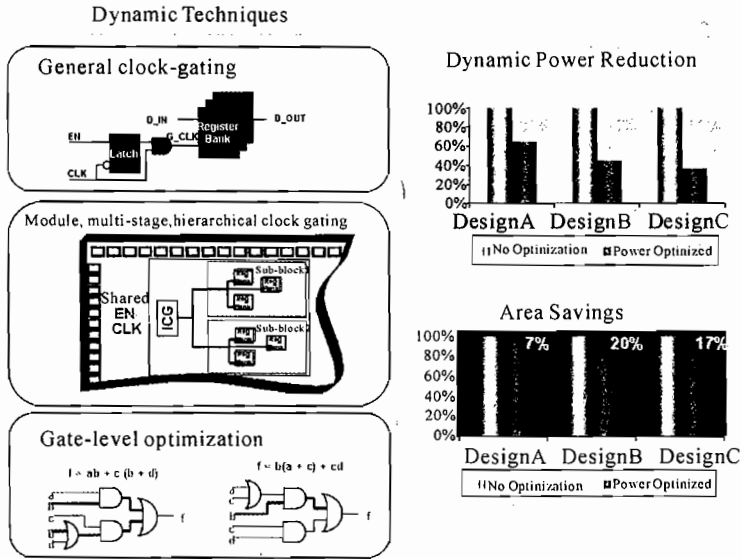 Dynamic Techniques
General clock-gating
D_IN
D_OUT
EN
G_CLK
Register
Bank
Latch
CLK
Module, multi-stage,hierarchical clock gating
Shared
EN
CLK
ICG
Sub-block1
Sub-block2
Gate-level optimization
f = ab + c (b + d)
f = b(a + c) + cd
b
c
b
f
c
b
c
d
f
Dynamic Power Reduction
100%
80%
60%
40%
20%
0%
DesignA DesignB DesignC
No Optimization Power Optimized
Area Savings
100%
80%
60%
40%
20%
0%
7% 20% 17%
DesignA DesignB DesignC
No Optimization Power Optimized